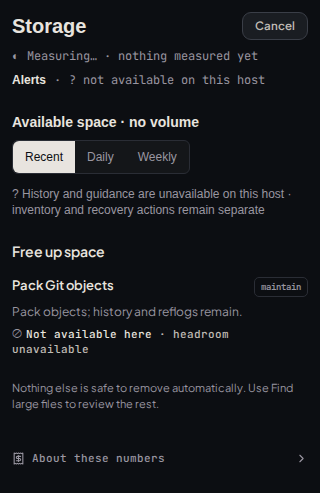 Storage
Cancel
Measuring… · nothing measured yet
Alerts · ? not available on this host
Available space · no volume
Recent Daily Weekly
? History and guidance are unavailable on this host ·
inventory and recovery actions remain separate
Free up space
Pack Git objects
maintain
Pack objects; history and reflogs remain.
Not available here · headroom
unavailable
Nothing else is safe to remove automatically. Use Find
large files to review the rest.
About these numbers